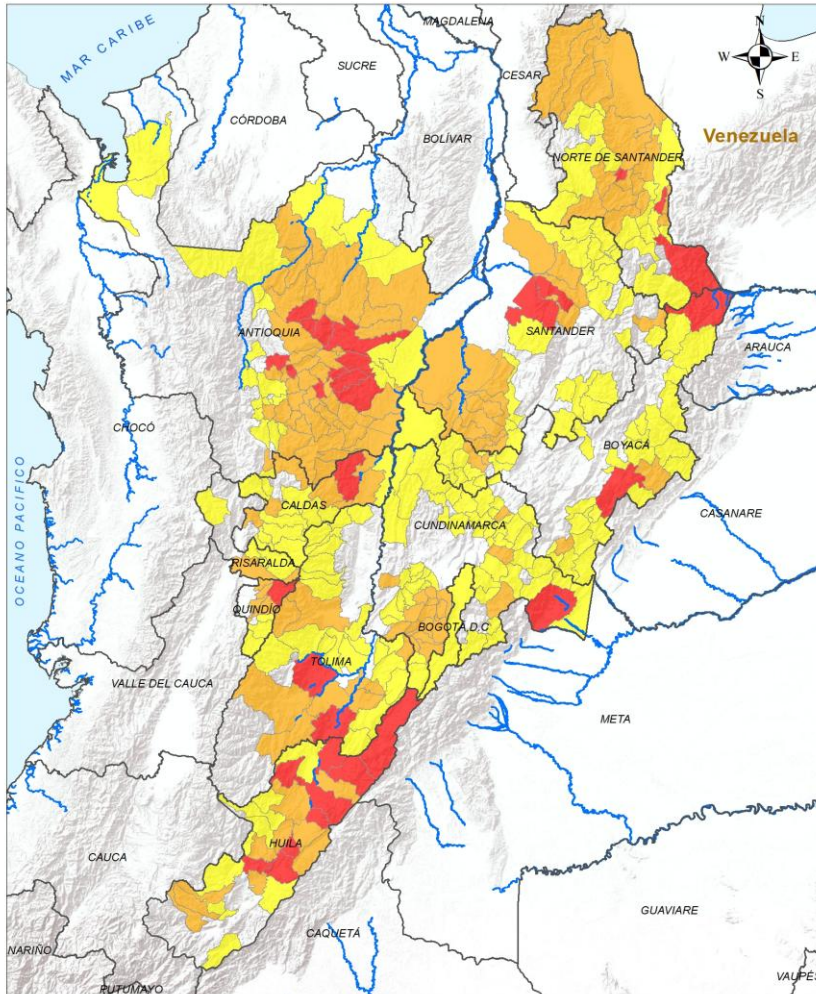 MAGDALENA
N
W E
S
MAR CARIBE
SUCRE
CESAR
CÓRDOBA
BOLÍVAR
Venezuela
NORTE DE SANTANDER
ANTIOQUIA
SANTANDER
ARAUCA
CHOCÓ
BOYACA
CALDAS
CASANARE
CUNDINAMARCA
OCEANO PACIFICO
RISARALDA
QUINDÍO
BOGOTÁ D.C
TOLIMA
VALLE DEL CAUCA
META
HUILA
CAUCA
GUAVIARE
CAQUETÁ
NARIÑO
VAUPÉS
PUTUMAYO